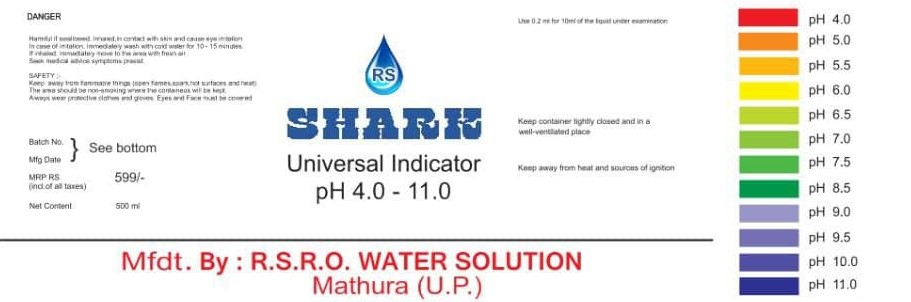 DANGER
Harmful if swallowed, inhaled,in contact with skin and cause eye irritation
In case of irritation, immediately wash with cold water for 10 - 15 minutes.
If inhaled, immediately move to the area with fresh air
Seek medical advice symptoms presist.
SAFETY :-
Keep away from flammable things (open flames,spark,hot surfaces and heat)
The area should be non-smoking where the containeus will be kept.
Always wear protective clothes and gloves. Eyes and Face must be covered
Batch No.
Mfg Date
} See bottom
MRP RS 599/-
(incl.of all taxes)
Net Content 500 ml
RS
SHARK
Universal Indicator
pH 4.0 - 11.0
Use 0.2 ml for 10ml of the liquid under examination
Keep container tightly closed and in a
well-ventilated place
Keep away from heat and sources of ignition
Mfdt. By : R.S.R.O. WATER SOLUTION
Mathura (U.P.)
pH 4.0
pH 5.0
pH 5.5
pH 6.0
pH 6.5
pH 7.0
pH 7.5
pH 8.5
pH 9.0
pH 9.5
pH 10.0
pH 11.0